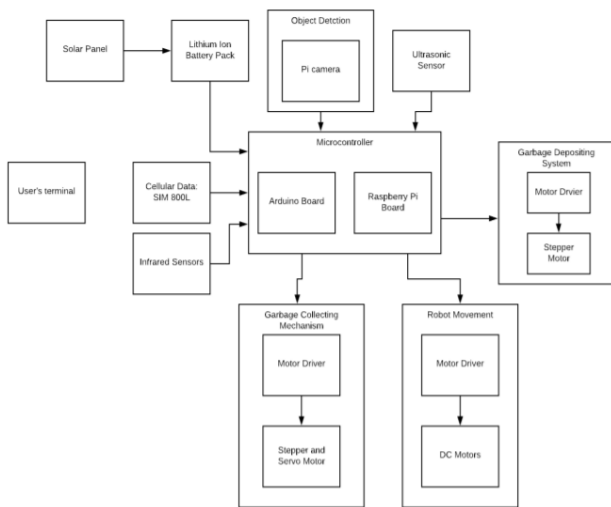 Object Detction
Solar Panel
Lithium Ion
Battery Pack
Pi camera
Ultrasonic
Sensor
Microcontroller
Garbage Depositing
System
User's terminal
Cellular Data:
SIM 800L
Arduino Board
Raspberry Pi
Board
Motor Drvier
Infrared Sensors
Stepper
Motor
Garbage Collecting
Mechanism
Robot Movement
Motor Driver
Motor Driver
Stepper and
Servo Motor
DC Motors